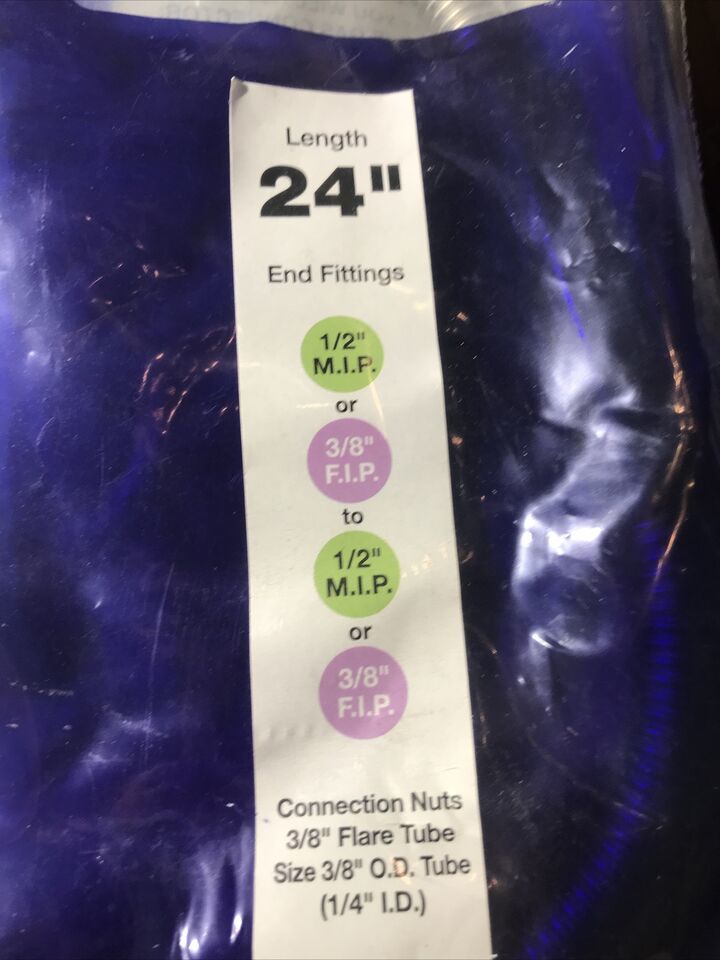 Length
24"
End Fittings
1/2"
M.I.P.
or
3/8"
F.I.P.
to
1/2"
M.I.P.
or
3/8"
F.I.P.
Connection Nuts
3/8" Flare Tube
Size 3/8" O.D. Tube
(1/4" I.D.)